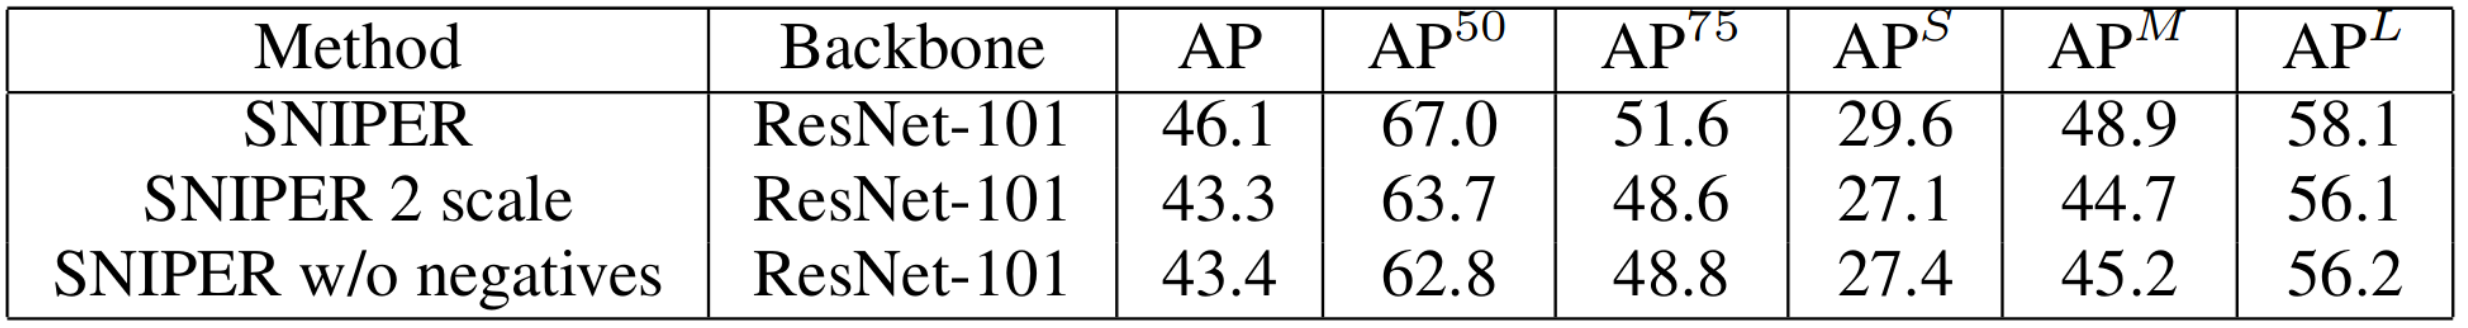 Method Backbone AP AP^50 AP^75 AP^S AP^M AP^L
SNIPER ResNet-101 46.1 67.0 51.6 29.6 48.9 58.1
SNIPER 2 scale ResNet-101 43.3 63.7 48.6 27.1 44.7 56.1
SNIPER w/o negatives ResNet-101 43.4 62.8 48.8 27.4 45.2 56.2